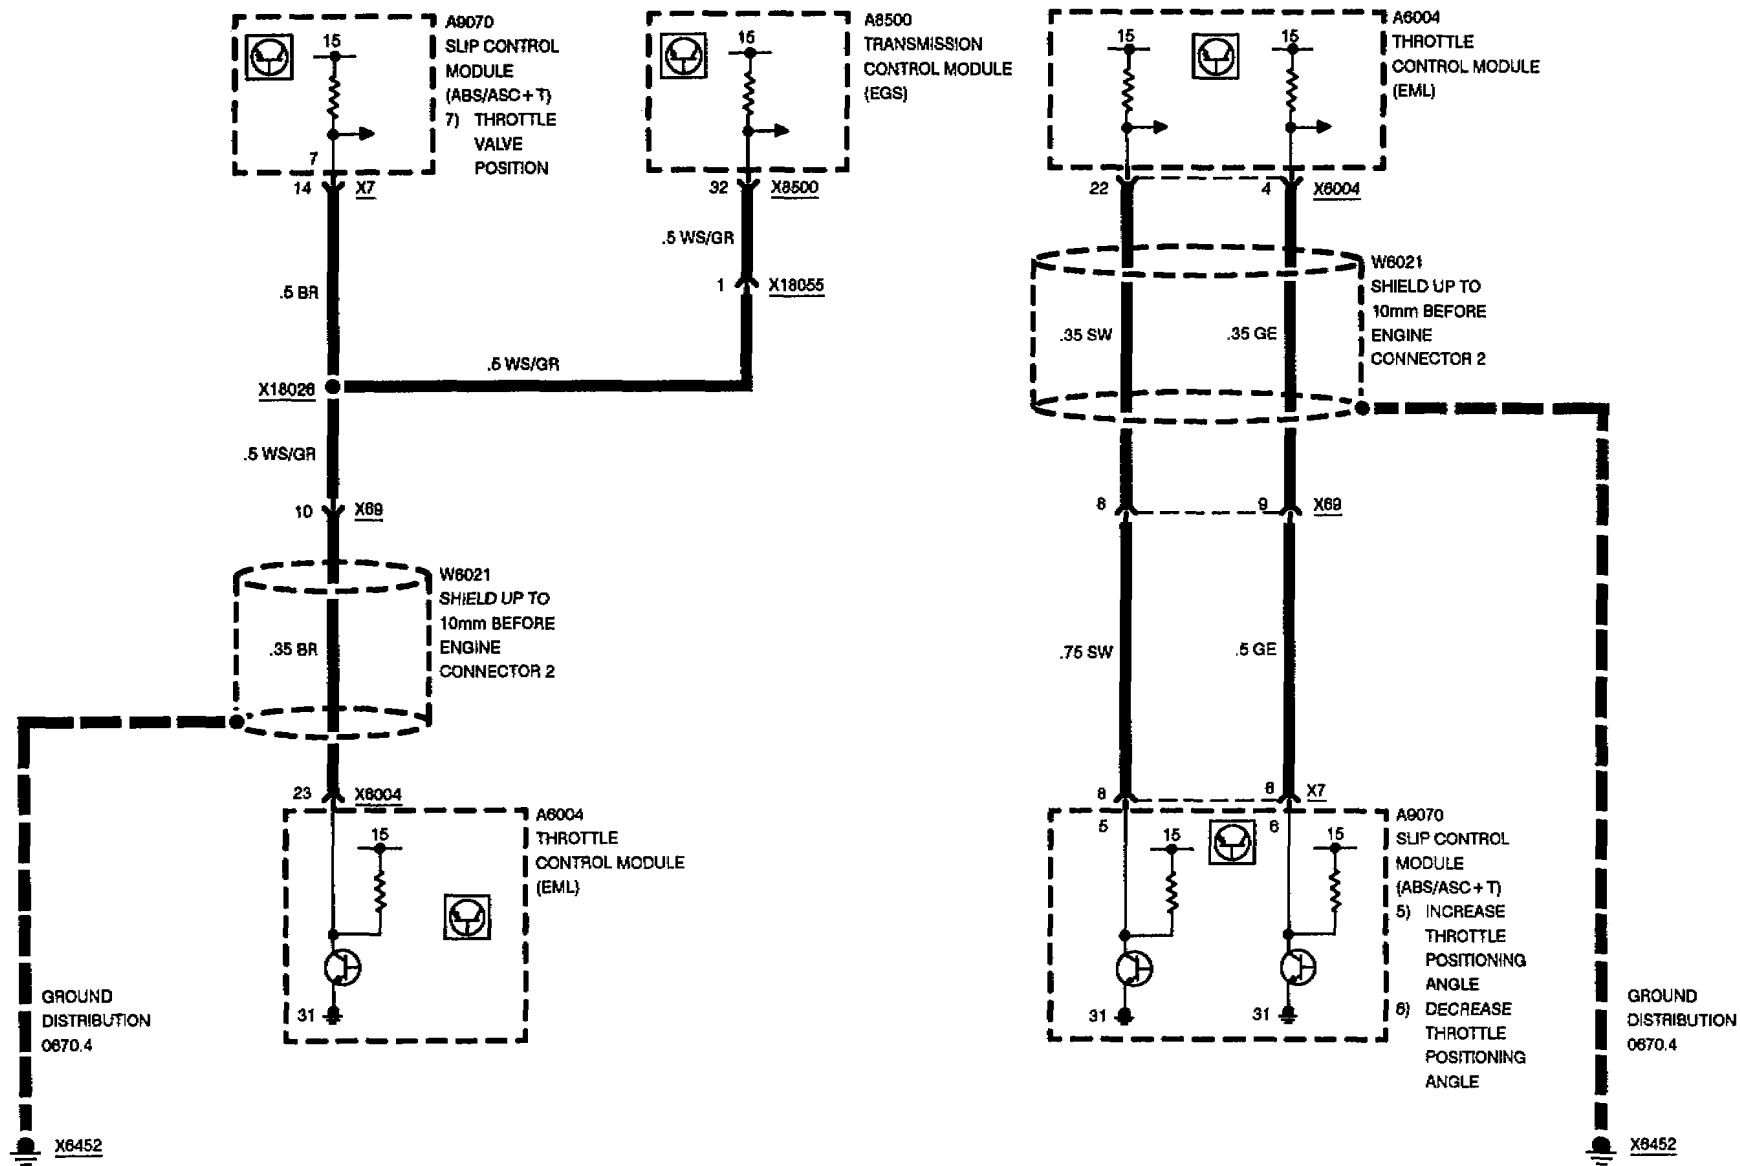 A9070
SLIP CONTROL
MODULE
(ABS/ASC+T)
7) THROTTLE
VALVE
POSITION
15
7
14 X7
.5 BR
X18026
.5 WS/GR
10 X69
W6021
SHIELD UP TO
10mm BEFORE
ENGINE
CONNECTOR 2
.35 BR
23 X6004
A6004
THROTTLE
CONTROL MODULE
(EML)
15
31
GROUND
DISTRIBUTION
0670.4
X6452
A8500
TRANSMISSION
CONTROL MODULE
(EGS)
15
32 X8500
.5 WS/GR
1 X18055
.5 WS/GR
A6004
THROTTLE
CONTROL MODULE
(EML)
15 15
22 4 X6004
W6021
SHIELD UP TO
10mm BEFORE
ENGINE
CONNECTOR 2
.35 SW .35 GE
8 9 X69
.75 SW .5 GE
8 8 X7
5 6
15 15
31 31
A9070
SLIP CONTROL
MODULE
(ABS/ASC+T)
5) INCREASE
THROTTLE
POSITIONING
ANGLE
6) DECREASE
THROTTLE
POSITIONING
ANGLE
GROUND
DISTRIBUTION
0670.4
X6452